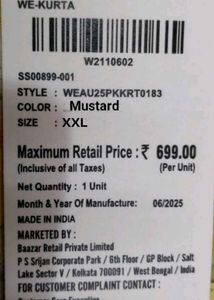 WE-KURTA
W2110602
SS00899-001
STYLE : WEAU25PKKRT0183
COLOR : Mustard
SIZE : XXL
Maximum Retail Price : ₹ 699.00
(Inclusive of all Taxes) (Per Unit)
Net Quantity : 1 Unit
Month & Year Of Manufacture: 06/2025
MADE IN INDIA
MARKETED BY :
Baazar Retail Private Limited
P S Srijan Corporate Park / 6th Floor / GP Block / Salt
Lake Sector V / Kolkata 700091 / West Bengal / India
FOR CUSTOMER COMPLAINT CONTACT :